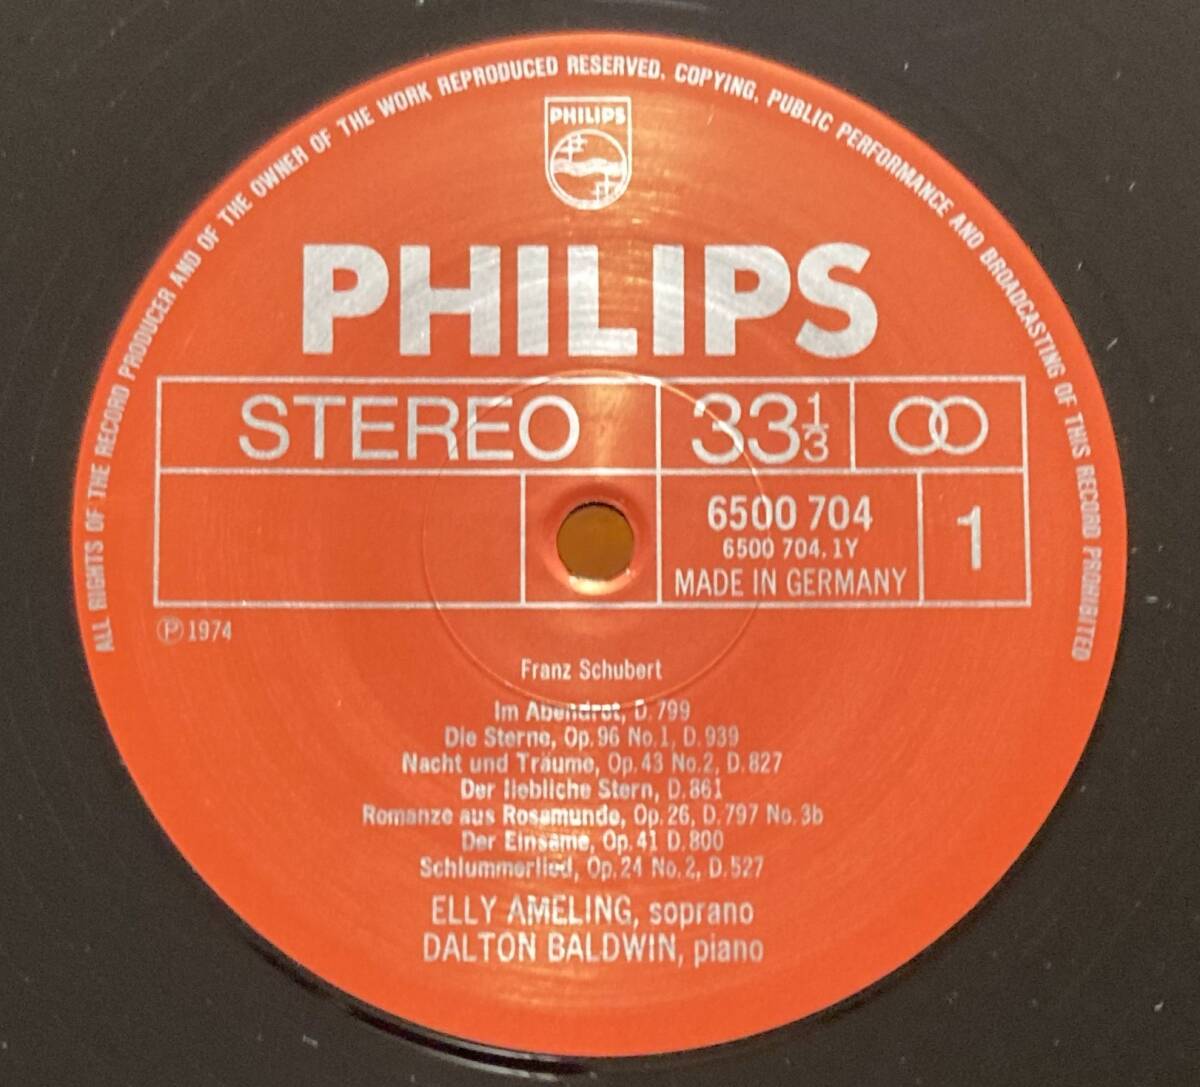 ALL RIGHTS OF THE RECORD PRODUCER AND OF THE OWNER OF THE WORK REPRODUCED RESERVED. COPYING, PUBLIC PERFORMANCE AND BROADCASTING OF THIS RECORD PROHIBITED
PHILIPS
PHILIPS
STEREO 33 1/3
6500 704 1
6500 704.1Y
MADE IN GERMANY
Ⓟ 1974
Franz Schubert
Im Abendrot, D.799
Die Sterne, Op.96 No.1, D.939
Nacht und Träume, Op.43 No.2, D.827
Der liebliche Stern, D.861
Romanze aus Rosamunde, Op.26, D.797 No.3b
Der Einsame, Op.41 D.800
Schlummerlied, Op.24 No.2, D.527
ELLY AMELING, soprano
DALTON BALDWIN, piano